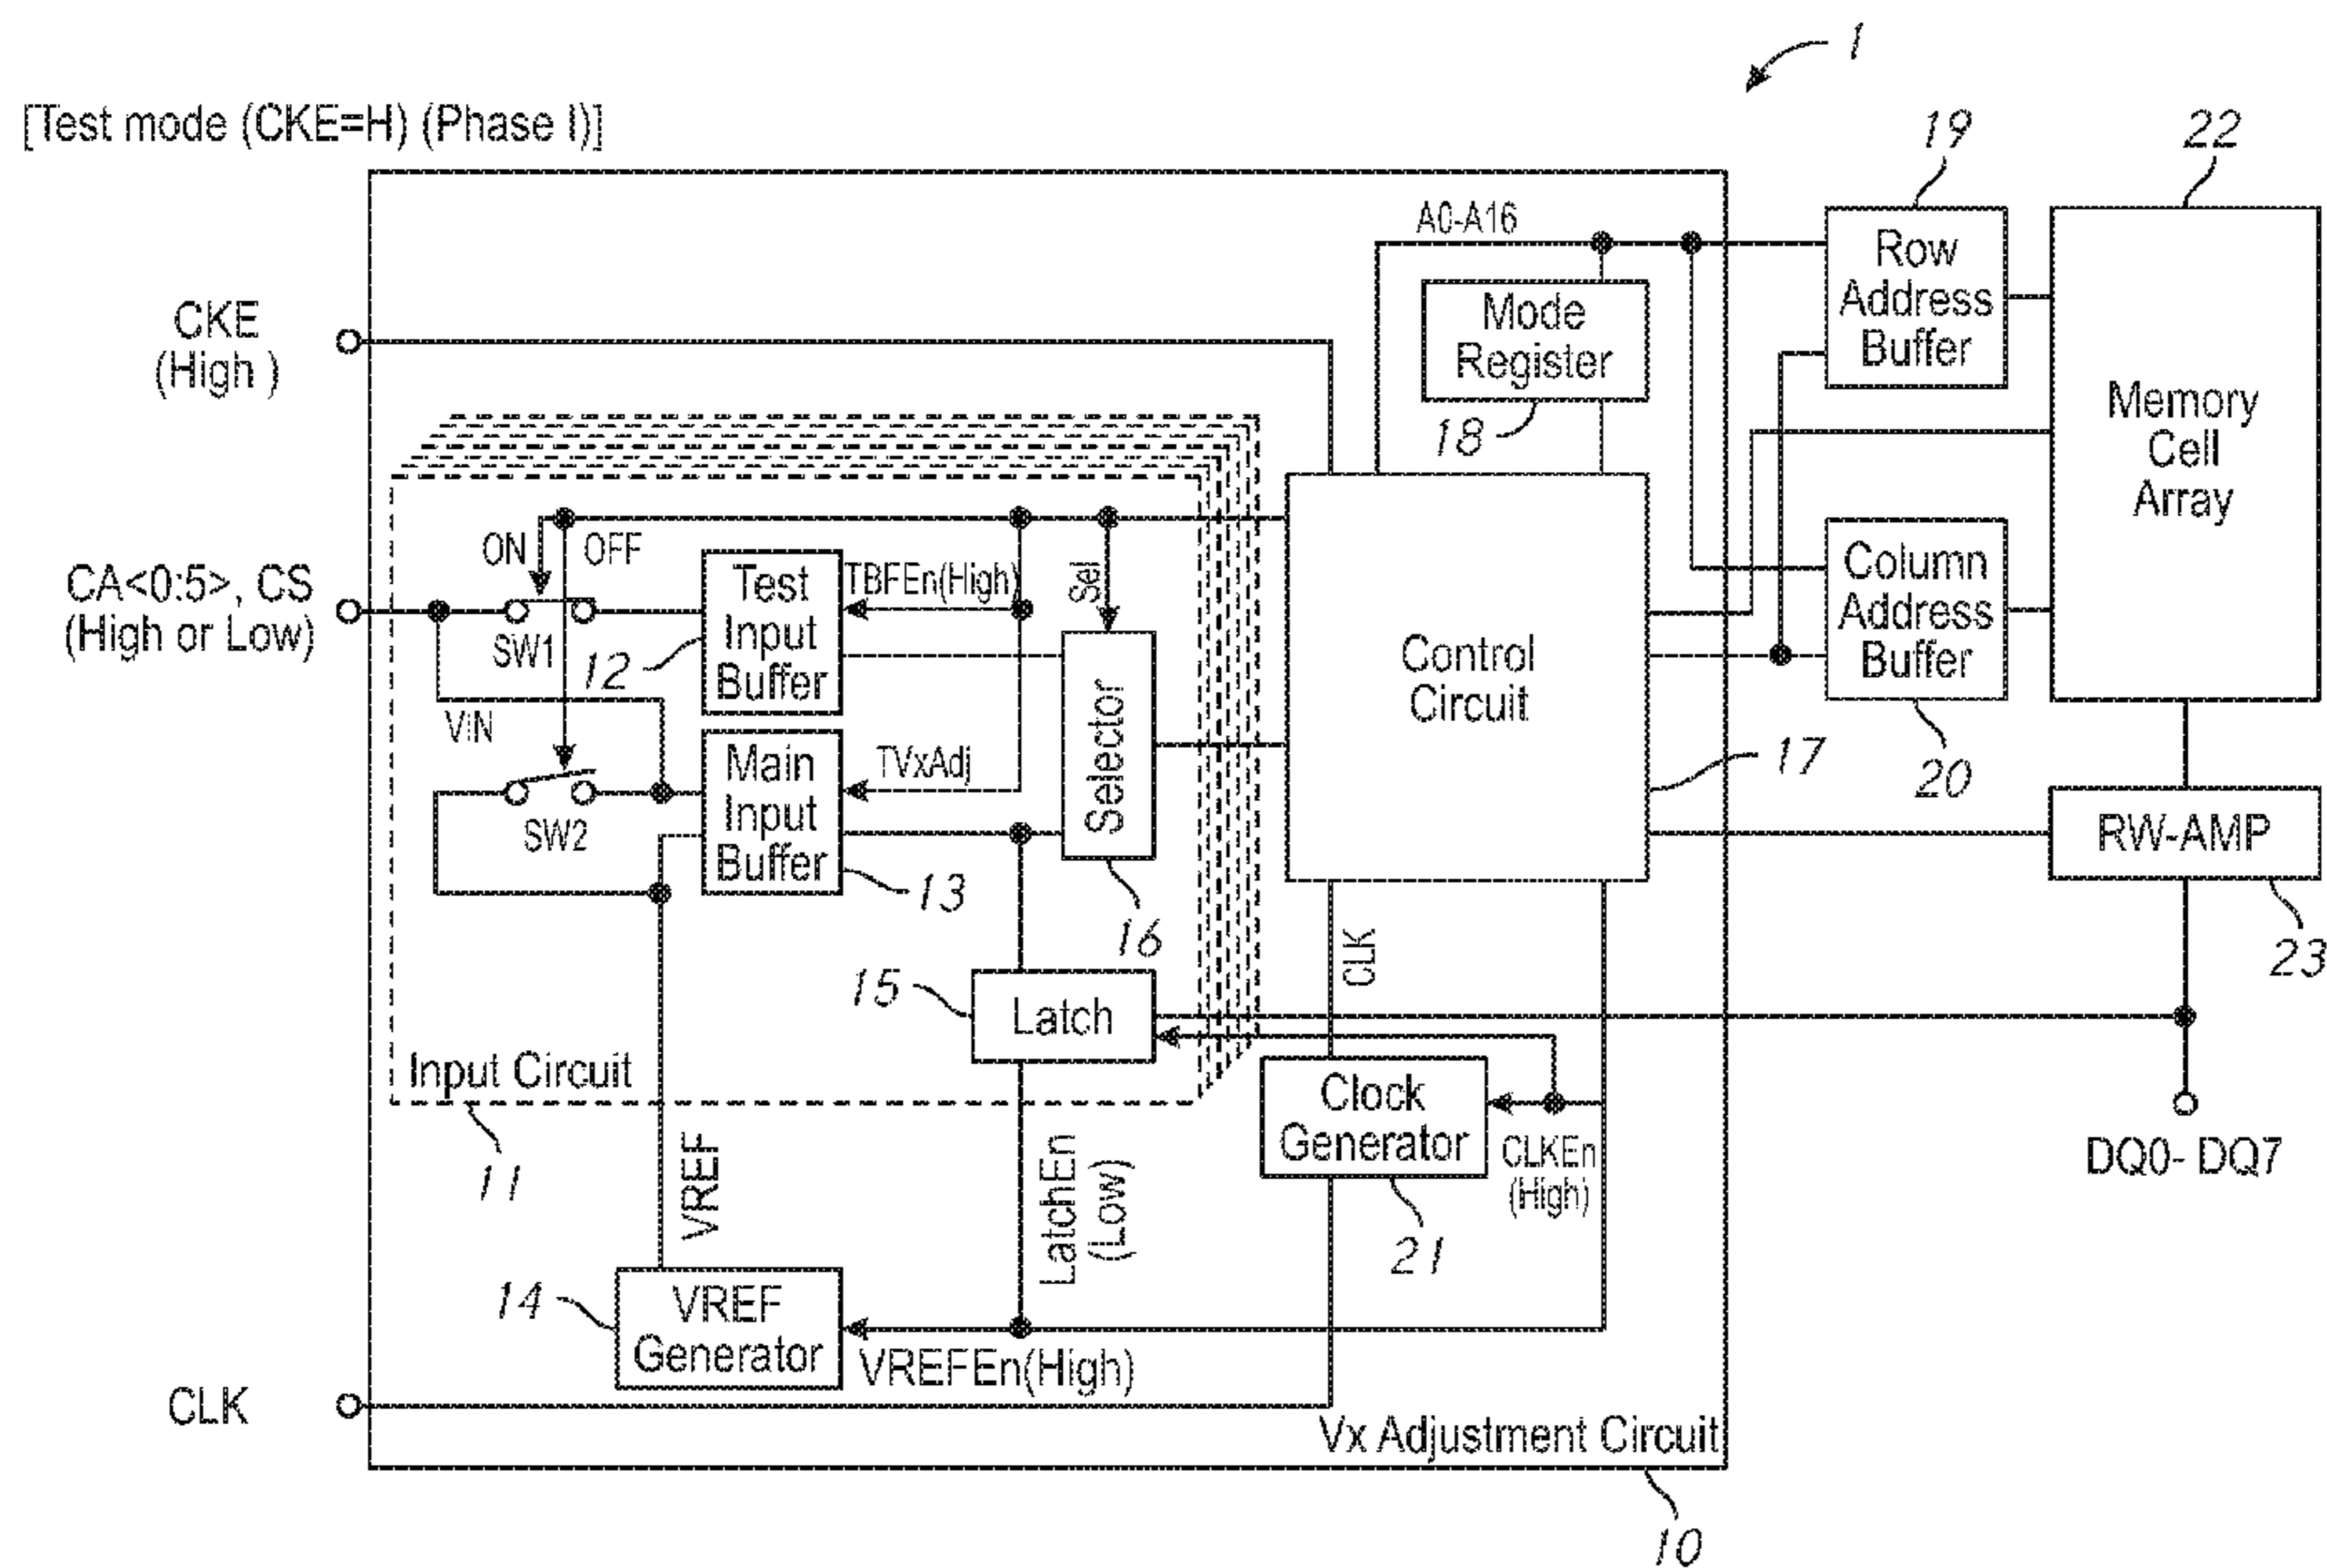 1
[Test mode (CKE=H) (Phase I)]
19
22
A0-A16
Row
Address
Buffer
Mode
Register
18
CKE
(High )
Memory
Cell
Array
ON
OFF
CA<0:5>, CS
(High or Low)
SW1
12
Test
Input
Buffer
TBFEn(High)
Sel
Control
Circuit
Column
Address
Buffer
20
VIN
SW2
Main
Input
Buffer
13
TVxAdj
Selector
16
17
RW-AMP
23
15
Latch
CLK
Input Circuit
11
Clock
Generator
21
CLKEn
(High)
DQ0- DQ7
VREF
LatchEn
(Low)
14
VREF
Generator
VREFEn(High)
CLK
Vx Adjustment Circuit
10